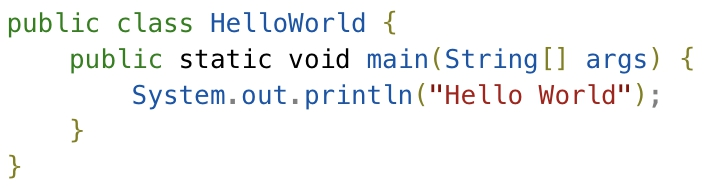 public class HelloWorld {
    public static void main(String[] args) {
        System.out.println("Hello World");
    }
}